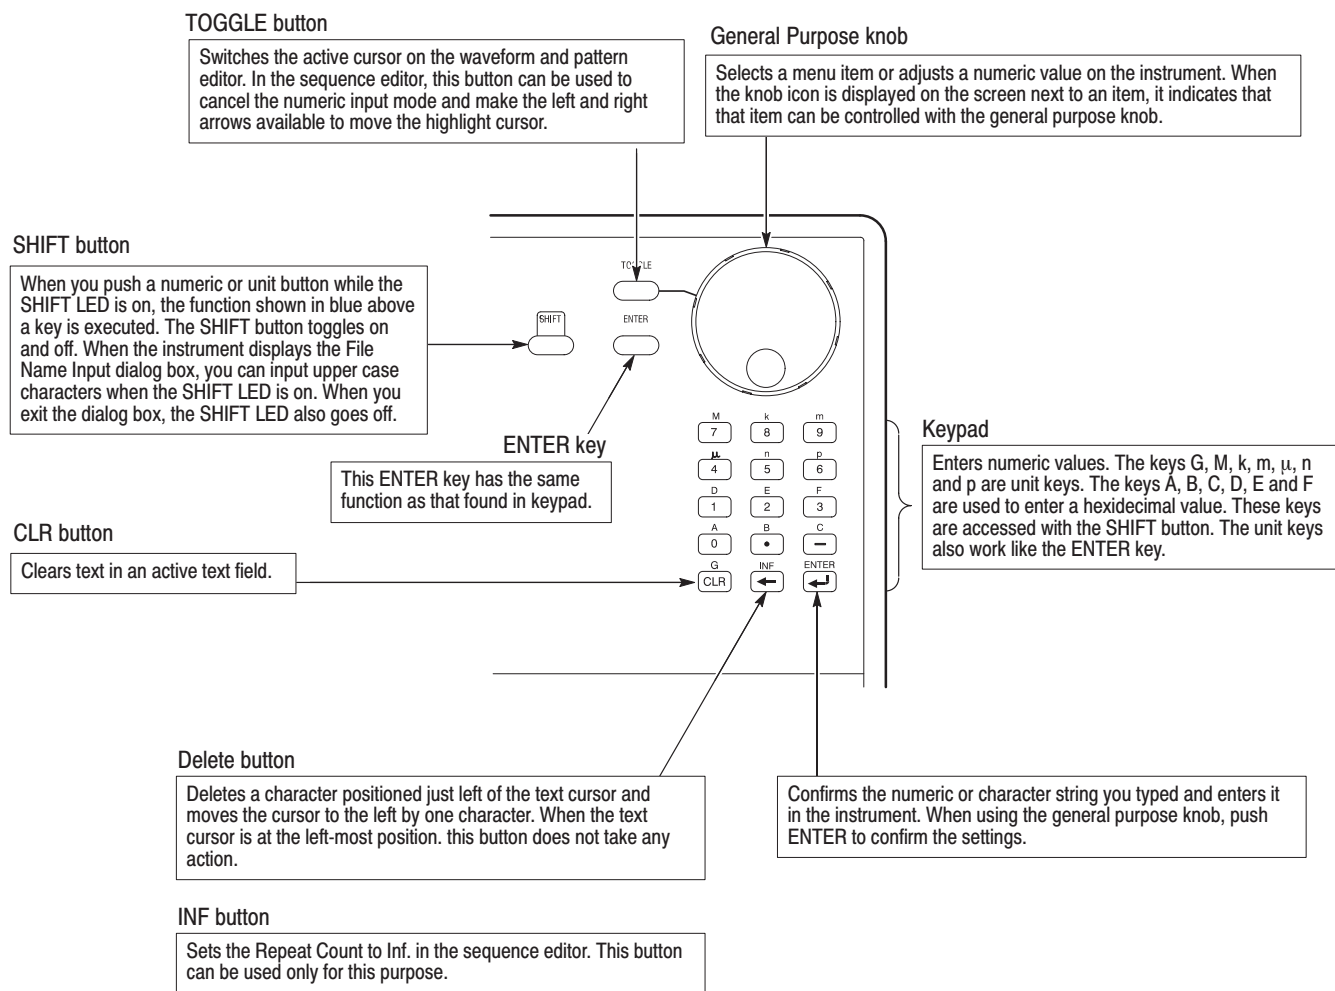 TOGGLE button
Switches the active cursor on the waveform and pattern
editor. In the sequence editor, this button can be used to
cancel the numeric input mode and make the left and right
arrows available to move the highlight cursor.
General Purpose knob
Selects a menu item or adjusts a numeric value on the instrument. When
the knob icon is displayed on the screen next to an item, it indicates that
that item can be controlled with the general purpose knob.
SHIFT button
When you push a numeric or unit button while the
SHIFT LED is on, the function shown in blue above
a key is executed. The SHIFT button toggles on
and off. When the instrument displays the File
Name Input dialog box, you can input upper case
characters when the SHIFT LED is on. When you
exit the dialog box, the SHIFT LED also goes off.
TOGGLE
SHIFT
ENTER
ENTER key
This ENTER key has the same
function as that found in keypad.
M k m
7 8 9
μ n p
4 5 6
D E F
1 2 3
A B C
0 • —
G INF ENTER
CLR ← ↵
Keypad
Enters numeric values. The keys G, M, k, m, μ, n
and p are unit keys. The keys A, B, C, D, E and F
are used to enter a hexidecimal value. These keys
are accessed with the SHIFT button. The unit keys
also work like the ENTER key.
CLR button
Clears text in an active text field.
Delete button
Deletes a character positioned just left of the text cursor and
moves the cursor to the left by one character. When the text
cursor is at the left-most position. this button does not take any
action.
Confirms the numeric or character string you typed and enters it
in the instrument. When using the general purpose knob, push
ENTER to confirm the settings.
INF button
Sets the Repeat Count to Inf. in the sequence editor. This button
can be used only for this purpose.